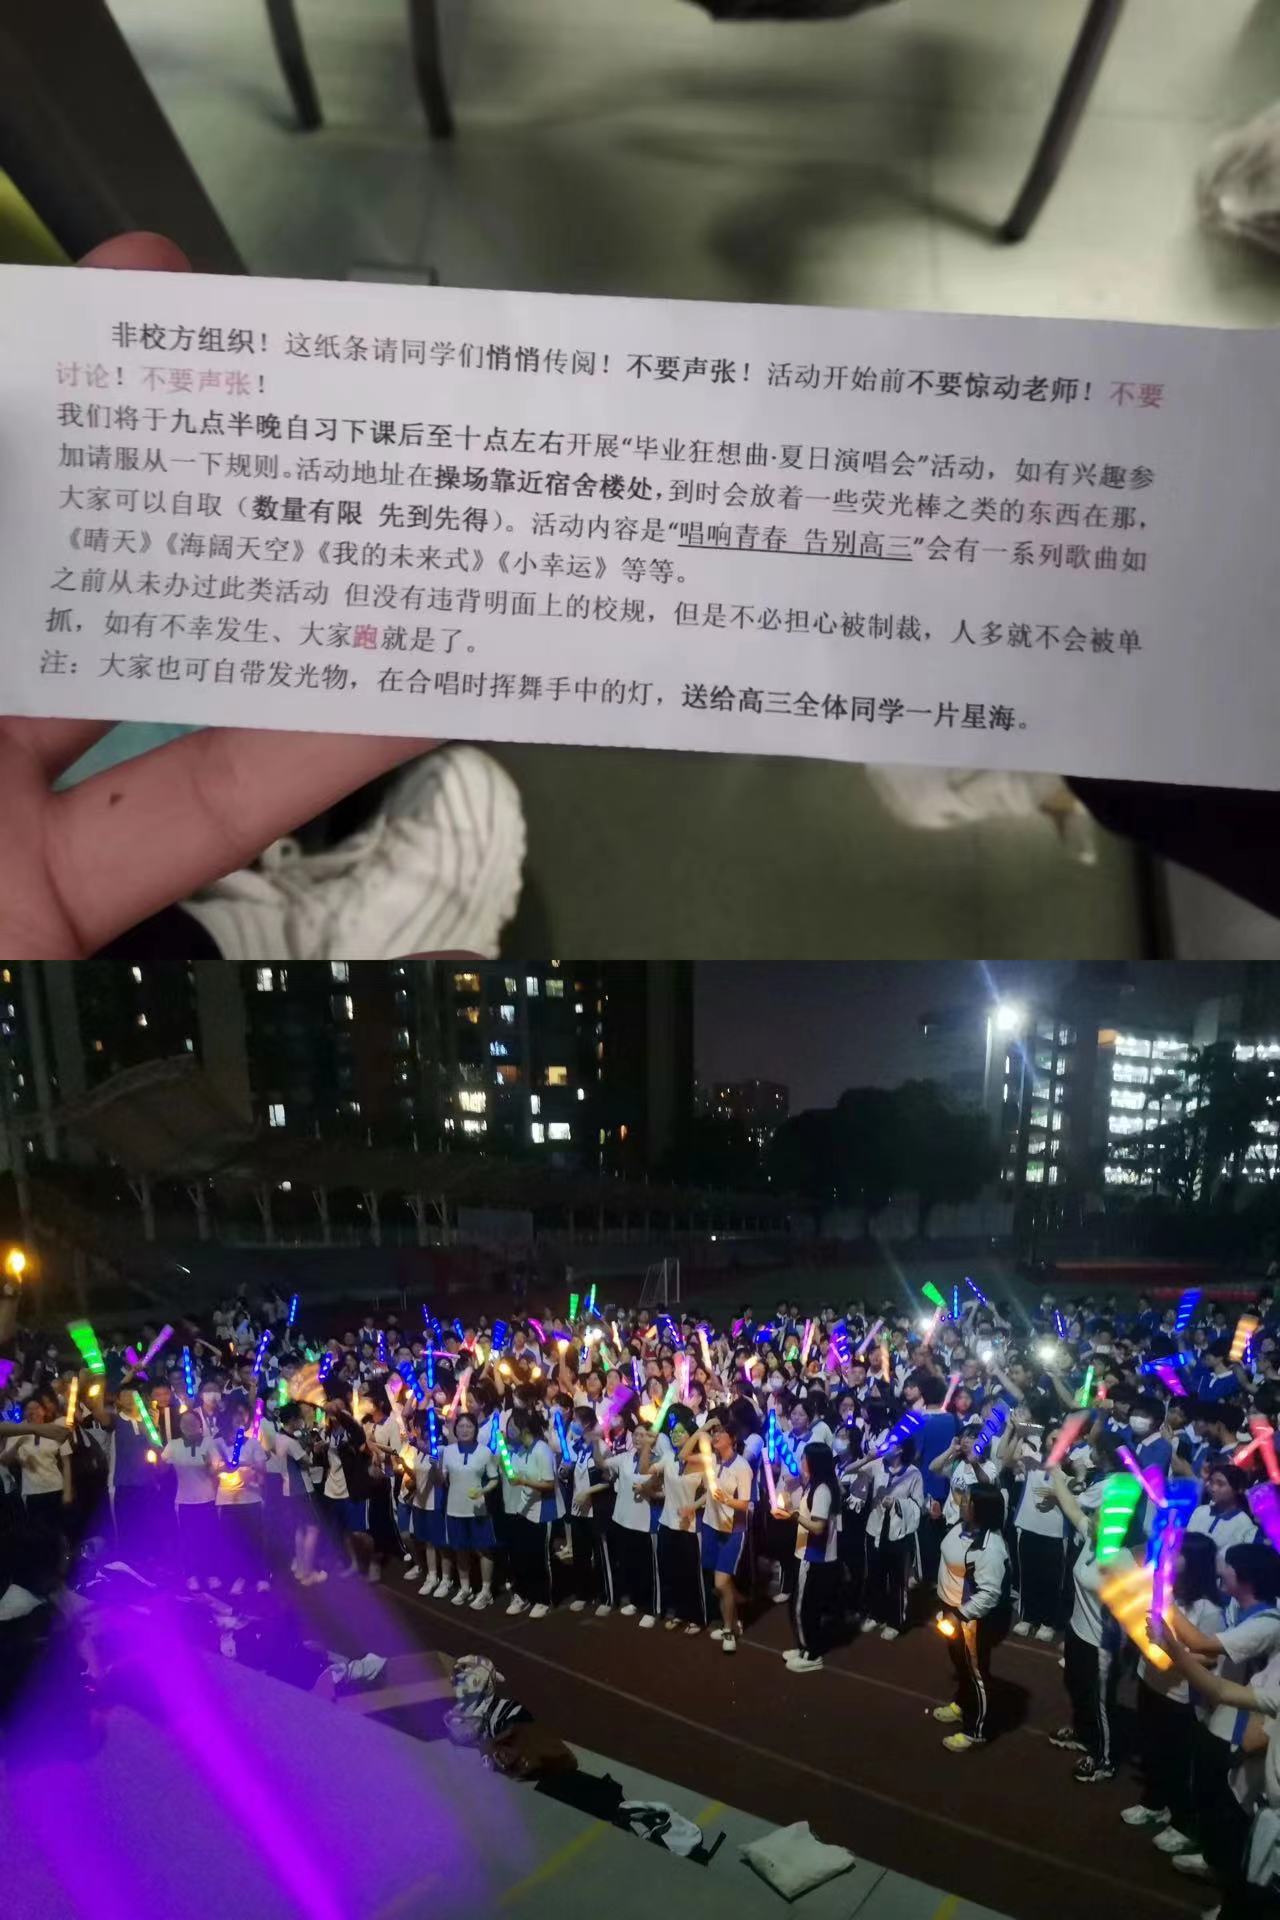 非校方组织！这纸条请同学们悄悄传阅！不要声张！活动开始前不要惊动老师！不要
讨论！不要声张！
我们将于九点半晚自习下课后至十点左右开展“毕业狂想曲·夏日演唱会”活动，如有兴趣参
加请服从一下规则。活动地址在操场靠近宿舍楼处，到时会放着一些荧光棒之类的东西在那，
大家可以自取（数量有限 先到先得）。活动内容是“唱响青春 告别高三”会有一系列歌曲如
《晴天》《海阔天空》《我的未来式》《小幸运》等等。
之前从未办过此类活动 但没有违背明面上的校规，但是不必担心被制裁，人多就不会被单
抓，如有不幸发生、大家跑就是了。
注：大家也可自带发光物，在合唱时挥舞手中的灯，送给高三全体同学一片星海。